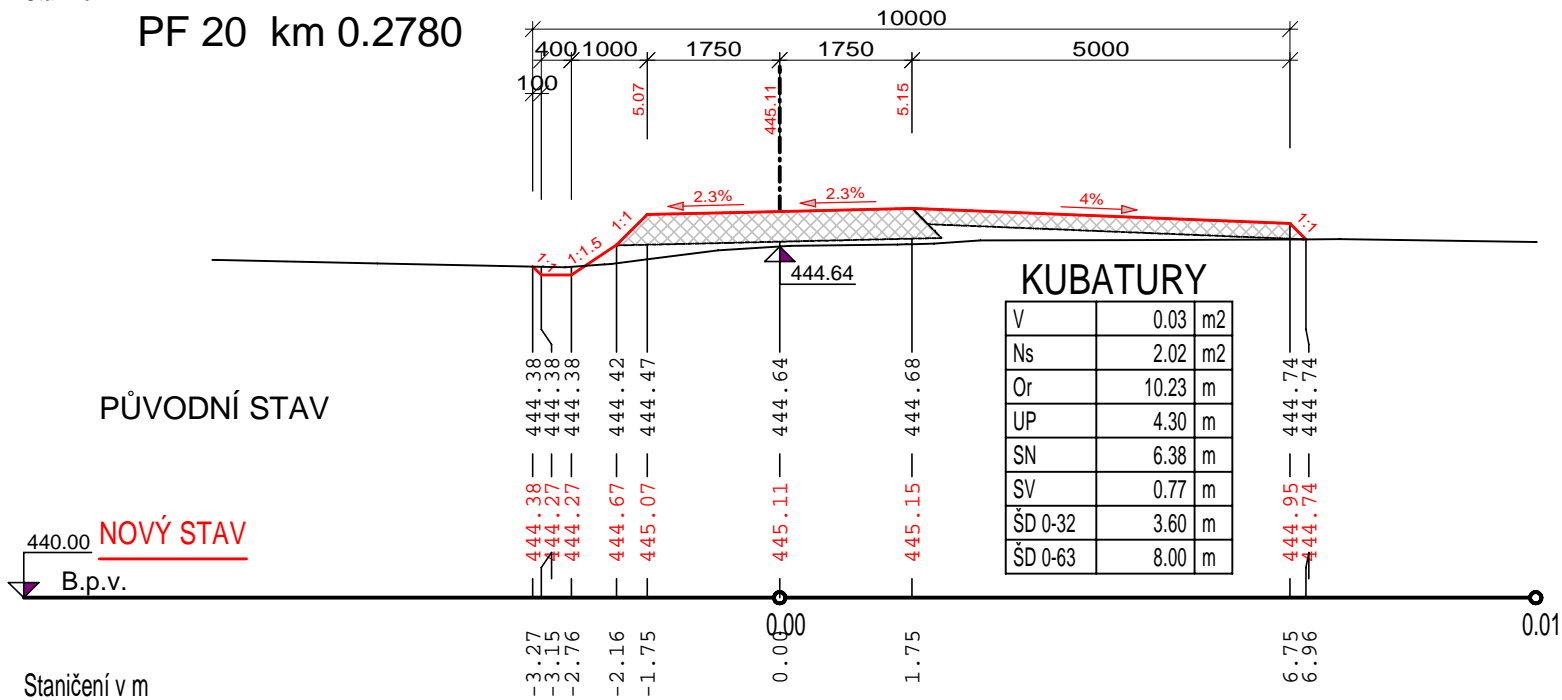 PF 20 km 0.2780
10000
400 1000 1750 1750 5000
100
5.07 445.11 5.15
2.3% 2.3% 4%
1:1 1:1.5 1:1 1:1
444.64
KUBATURY
V 0.03 m2
Ns 2.02 m2
Or 10.23 m
UP 4.30 m
SN 6.38 m
SV 0.77 m
ŠD 0-32 3.60 m
ŠD 0-63 8.00 m
PŮVODNÍ STAV
444.38 444.38 444.38 444.42 444.47 444.64 444.68 444.74 444.74
NOVÝ STAV
444.38 444.27 444.27 444.67 445.07 445.11 445.15 444.95 444.74
440.00
B.p.v.
0.00 0.01
-3.27 -3.15 -2.76 -2.16 -1.75 0.00 1.75 6.75 6.96
Staničení v m